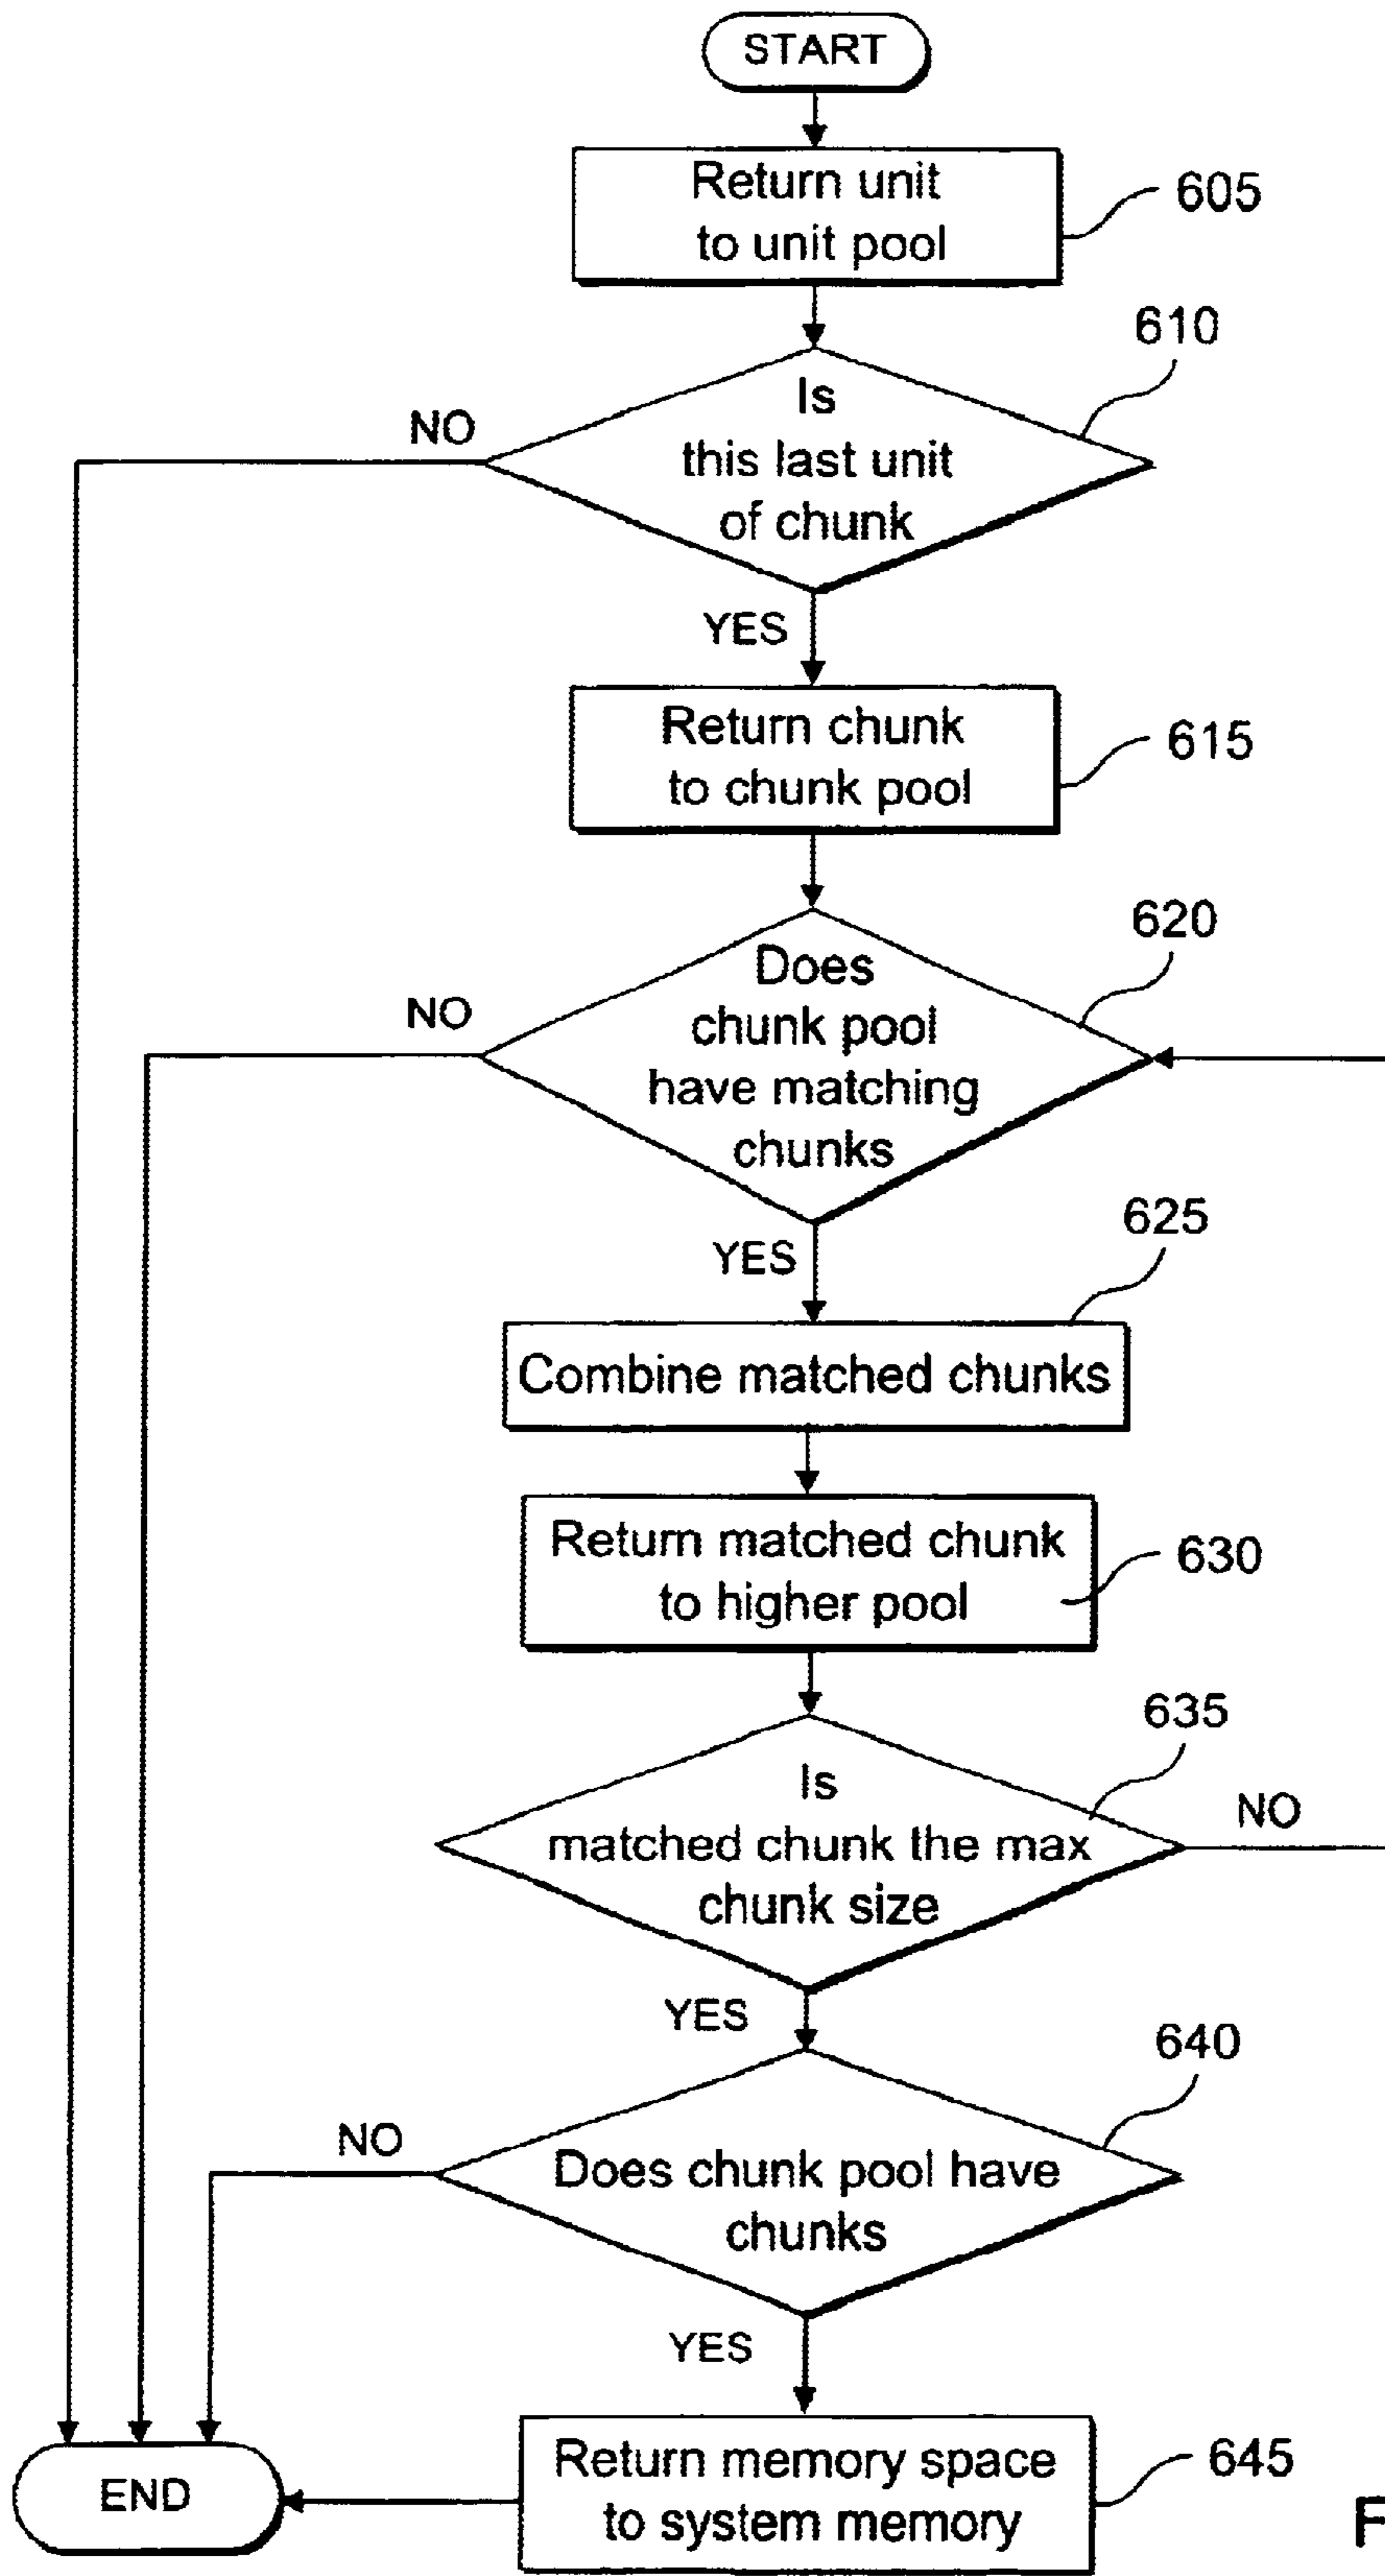 START
Return unit
to unit pool
605
610
Is
this last unit
of chunk
NO
YES
Return chunk
to chunk pool
615
620
Does
chunk pool
have matching
chunks
NO
YES
625
Combine matched chunks
Return matched chunk
to higher pool
630
635
Is
matched chunk the max
chunk size
NO
YES
640
Does chunk pool have
chunks
NO
YES
Return memory space
to system memory
645
END
F